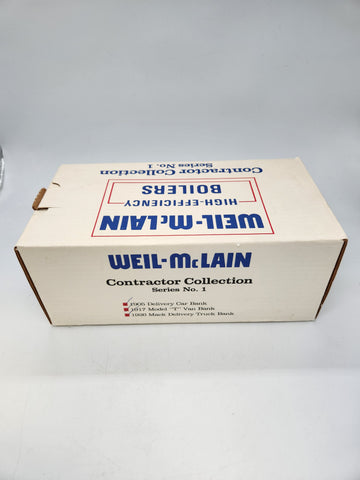 Contractor Collection
Series No. 1
WEIL-McLAIN
HIGH-EFFICIENCY
BOILERS
WEIL-McLAIN
Contractor Collection
Series No. 1
1905 Delivery Car Bank
1917 Model "T" Van Bank
1926 Mack Delivery Truck Bank